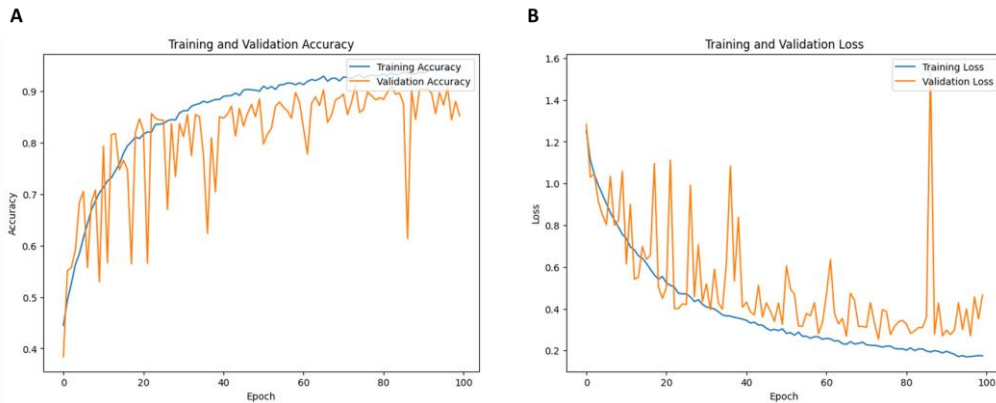 A
Training and Validation Accuracy
Training Accuracy
Validation Accuracy
0.9
0.8
0.7
0.6
0.5
0.4
Accuracy
0 20 40 60 80 100
Epoch
B
Training and Validation Loss
Training Loss
Validation Loss
1.6
1.4
1.2
1.0
0.8
0.6
0.4
0.2
Loss
0 20 40 60 80 100
Epoch